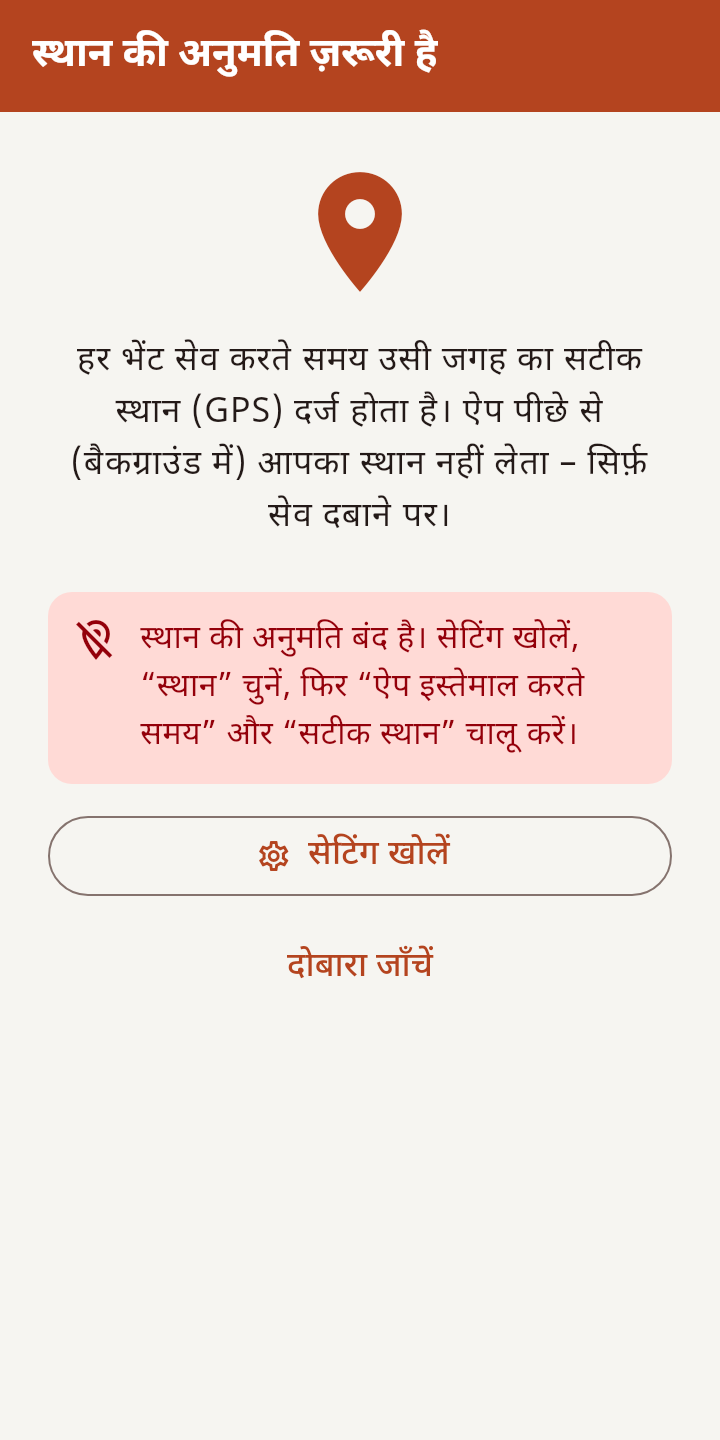 स्थान की अनुमति ज़रूरी है
हर भेंट सेव करते समय उसी जगह का सटीक
स्थान (GPS) दर्ज होता है। ऐप पीछे से
(बैकग्राउंड में) आपका स्थान नहीं लेता – सिर्फ़
सेव दबाने पर।
स्थान की अनुमति बंद है। सेटिंग खोलें,
“स्थान” चुनें, फिर “ऐप इस्तेमाल करते
समय” और “सटीक स्थान” चालू करें।
सेटिंग खोलें
दोबारा जाँचें